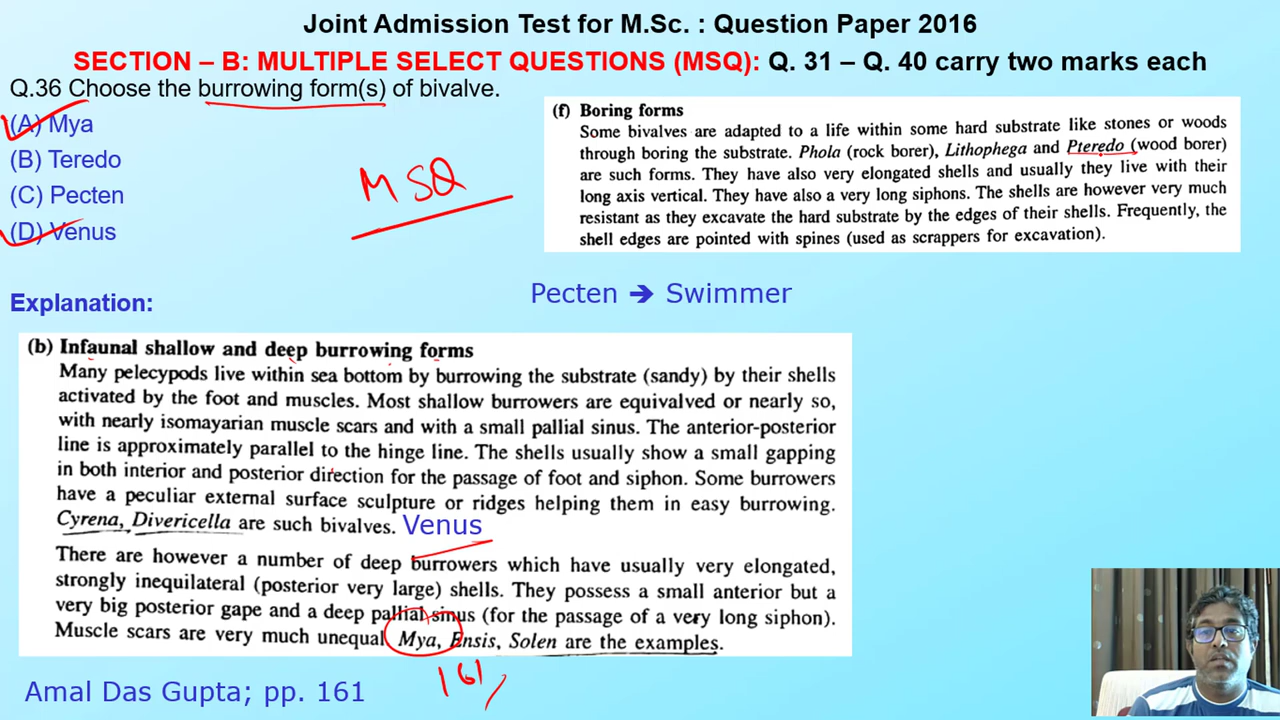 Joint Admission Test for M.Sc. : Question Paper 2016
SECTION – B: MULTIPLE SELECT QUESTIONS (MSQ): Q. 31 – Q. 40 carry two marks each
Q.36 Choose the burrowing form(s) of bivalve.
(A) Mya
(B) Teredo
(C) Pecten
(D) Venus
MSQ
(f) Boring forms
Some bivalves are adapted to a life within some hard substrate like stones or woods
through boring the substrate. Phola (rock borer), Lithophega and Pteredo (wood borer)
are such forms. They have also very elongated shells and usually they live with their
long axis vertical. They have also a very long siphons. The shells are however very much
resistant as they excavate the hard substrate by the edges of their shells. Frequently, the
shell edges are pointed with spines (used as scrappers for excavation).
Pecten ➔ Swimmer
Explanation:
(b) Infaunal shallow and deep burrowing forms
Many pelecypods live within sea bottom by burrowing the substrate (sandy) by their shells
activated by the foot and muscles. Most shallow burrowers are equivalved or nearly so,
with nearly isomayarian muscle scars and with a small pallial sinus. The anterior-posterior
line is approximately parallel to the hinge line. The shells usually show a small gapping
in both interior and posterior direction for the passage of foot and siphon. Some burrowers
have a peculiar external surface sculpture or ridges helping them in easy burrowing.
Cyrena, Divericella are such bivalves. Venus
There are however a number of deep burrowers which have usually very elongated,
strongly inequilateral (posterior very large) shells. They possess a small anterior but a
very big posterior gape and a deep pallial sinus (for the passage of a very long siphon).
Muscle scars are very much unequal Mya, Ensis, Solen are the examples.
161
Amal Das Gupta; pp. 161